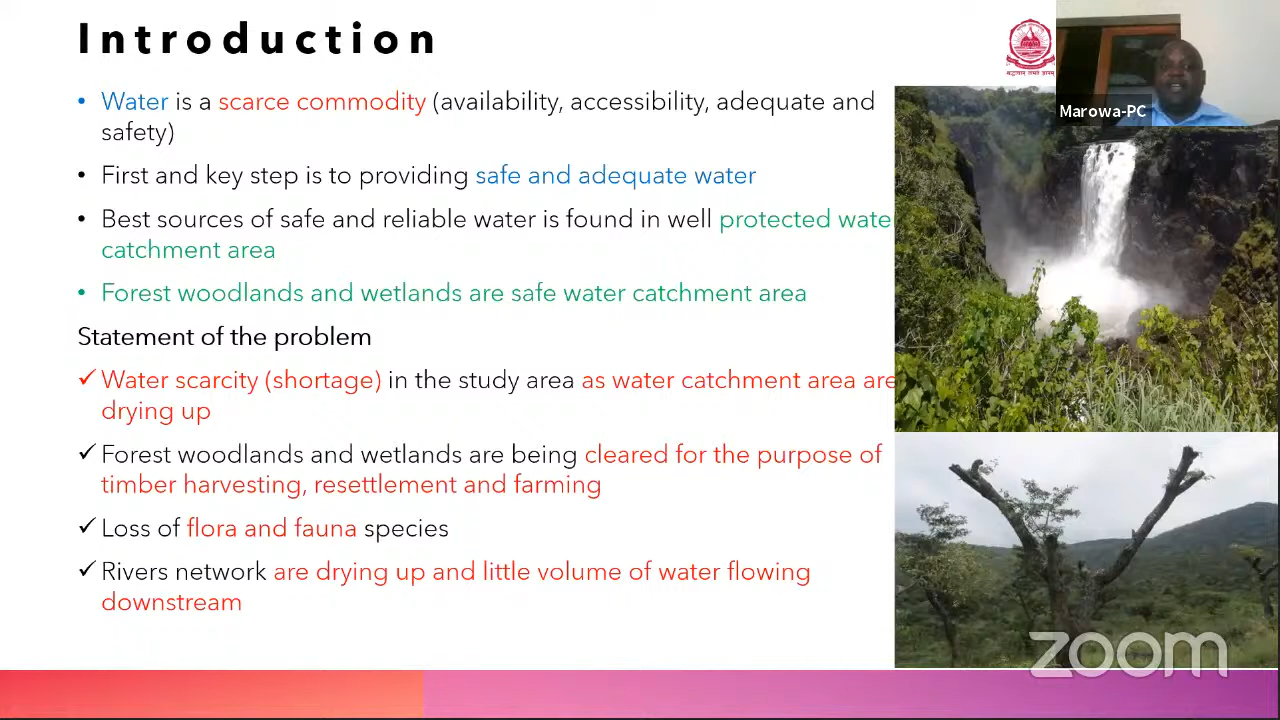 Introduction
• Water is a scarce commodity (availability, accessibility, adequate and
safety)
• First and key step is to providing safe and adequate water
• Best sources of safe and reliable water is found in well protected wate
catchment area
• Forest woodlands and wetlands are safe water catchment area
Statement of the problem
✓ Water scarcity (shortage) in the study area as water catchment area are
drying up
✓ Forest woodlands and wetlands are being cleared for the purpose of
timber harvesting, resettlement and farming
✓ Loss of flora and fauna species
✓ Rivers network are drying up and little volume of water flowing
downstream
Marowa-PC
zoom